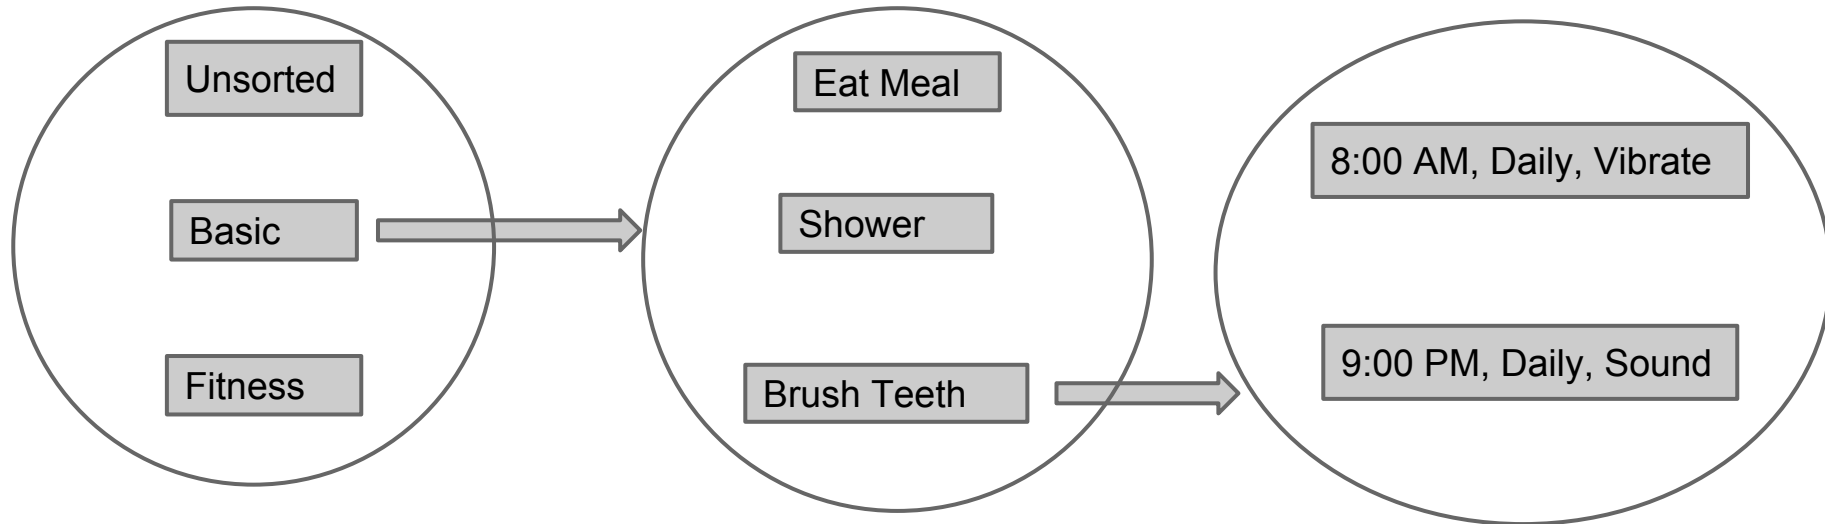 Unsorted
Basic
Fitness
Eat Meal
Shower
Brush Teeth
8:00 AM, Daily, Vibrate
9:00 PM, Daily, Sound